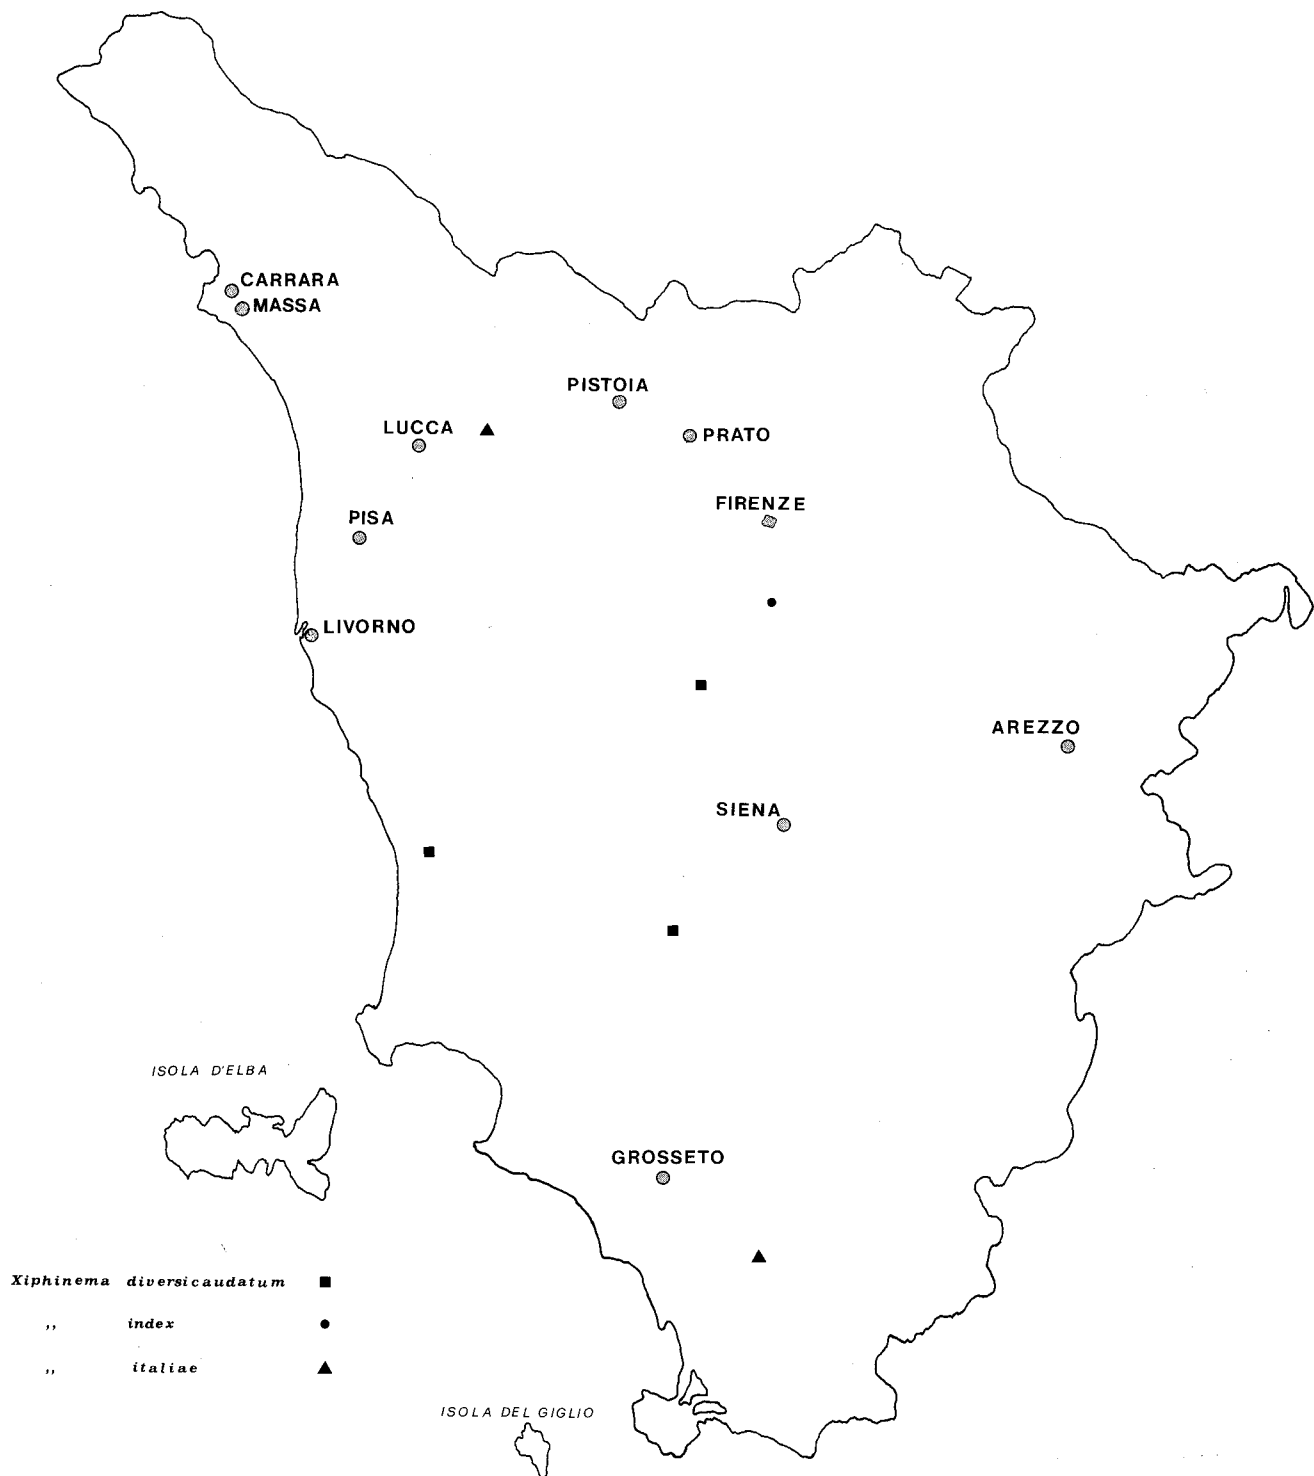 CARRARA
MASSA
PISTOIA
LUCCA
PRATO
FIRENZE
PISA
LIVORNO
AREZZO
SIENA
ISOLA D'ELBA
GROSSETO
Xiphinema diversicaudatum
,, index
,, italiae
ISOLA DEL GIGLIO